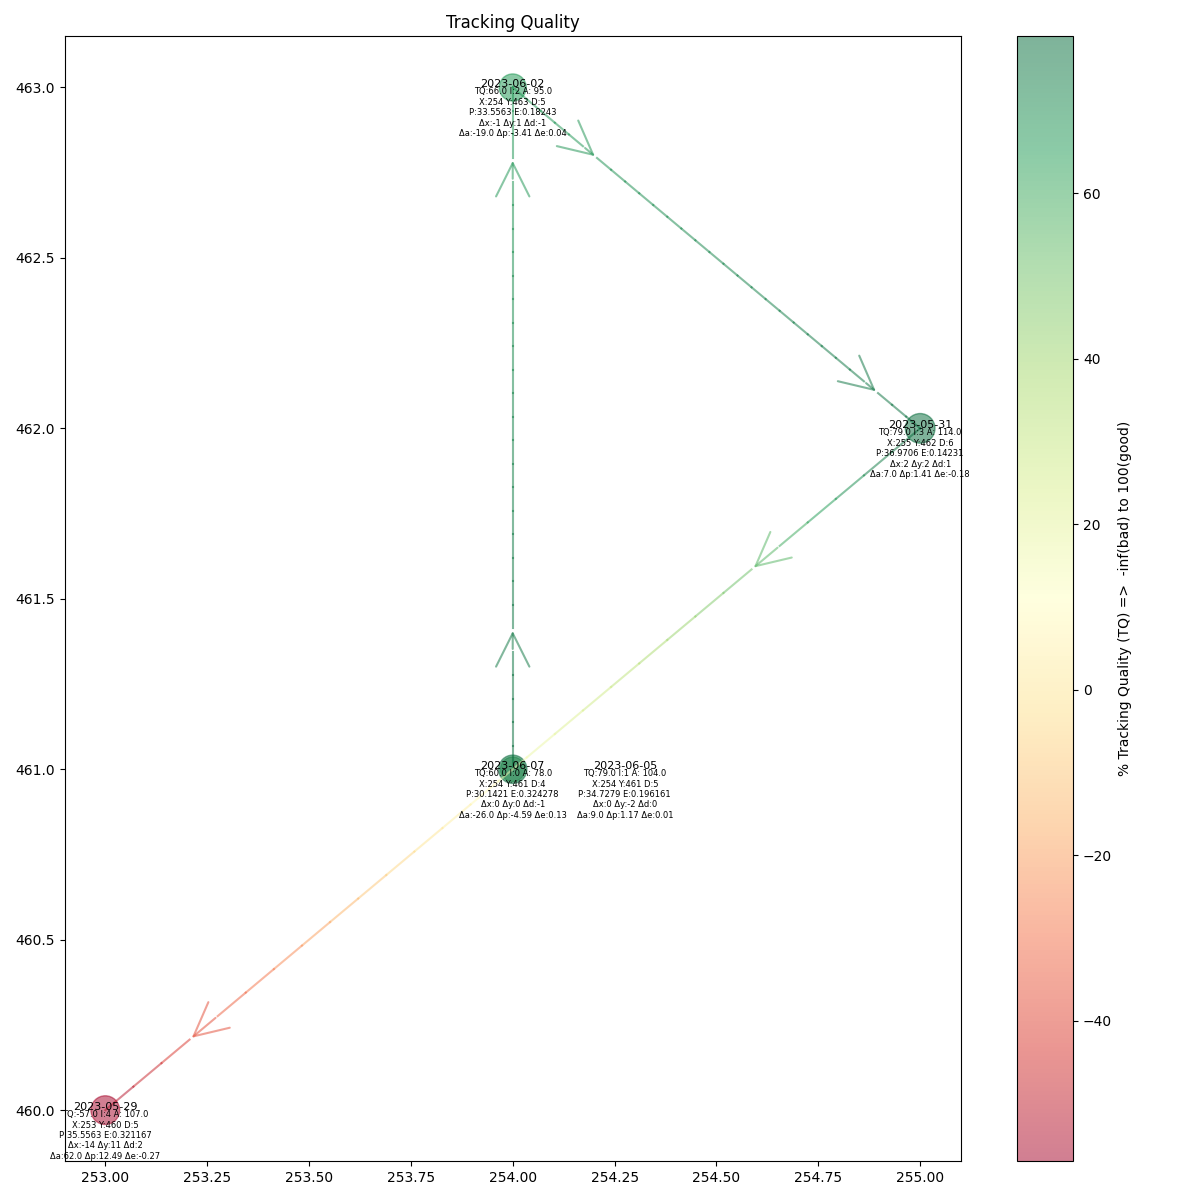 Tracking Quality
463.0
462.5
462.0
461.5
461.0
460.5
460.0
2023-06-02
TQ:66.0 I:2 A: 95.0
X:254 Y:463 D:5
P:33.5563 E:0.18243
Δx:-1 Δy:1 Δd:-1
Δa:-19.0 Δp:-3.41 Δe:0.04
2023-05-31
TQ:79.0 I:3 A: 114.0
X:255 Y:462 D:6
P:36.9706 E:0.14231
Δx:2 Δy:2 Δd:1
Δa:7.0 Δp:1.41 Δe:-0.18
2023-06-07
TQ:60.0 I:0 A: 78.0
X:254 Y:461 D:4
P:30.1421 E:0.324278
Δx:0 Δy:0 Δd:-1
Δa:-26.0 Δp:-4.59 Δe:0.13
2023-06-05
TQ:79.0 I:1 A: 104.0
X:254 Y:461 D:5
P:34.7279 E:0.196161
Δx:0 Δy:-2 Δd:0
Δa:9.0 Δp:1.17 Δe:0.01
2023-05-29
TQ:-57.0 I:4 A: 107.0
X:253 Y:460 D:5
P:35.5563 E:0.321167
Δx:-14 Δy:11 Δd:2
Δa:62.0 Δp:12.49 Δe:-0.27
253.00 253.25 253.50 253.75 254.00 254.25 254.50 254.75 255.00
60
40
20
0
−20
−40
% Tracking Quality (TQ) => -inf(bad) to 100(good)